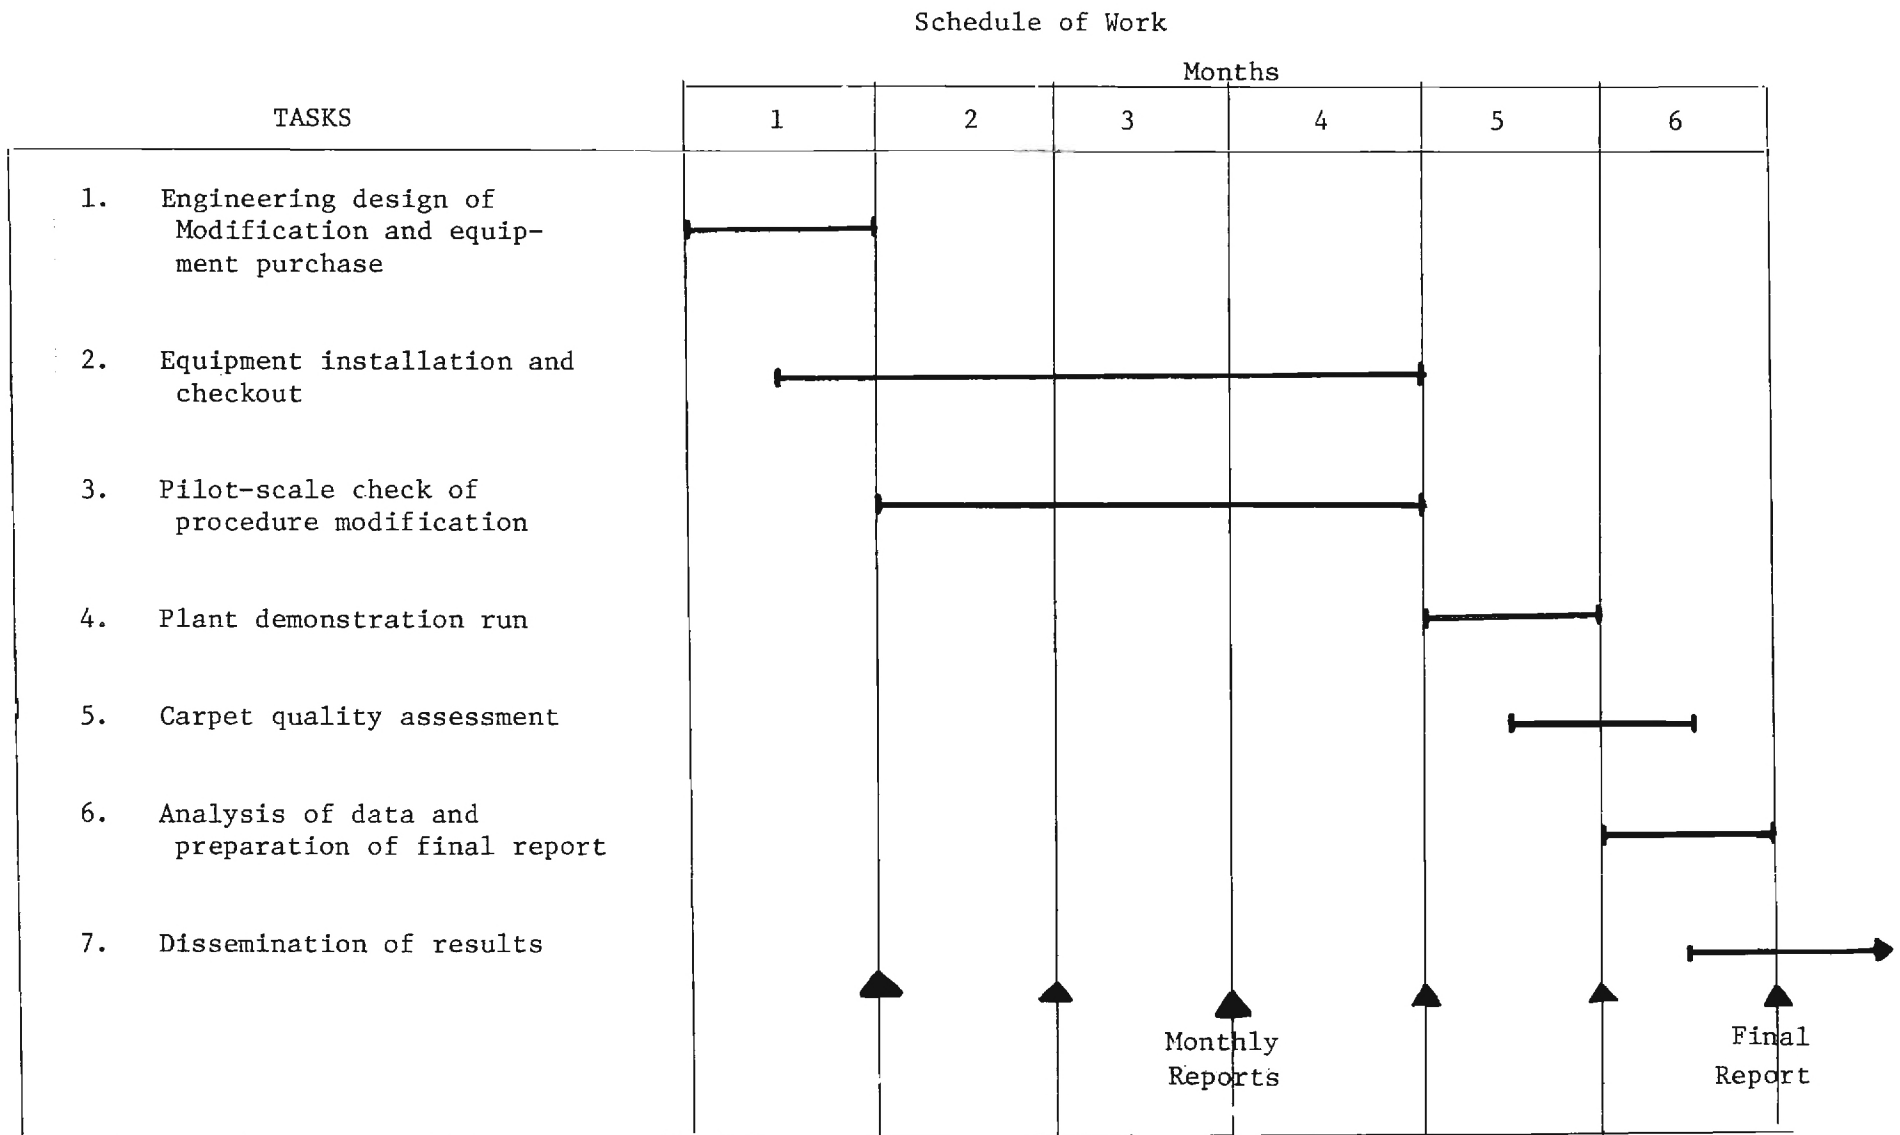 Schedule of Work
Months
TASKS 1 2 3 4 5 6
1. Engineering design of
Modification and equip-
ment purchase
2. Equipment installation and
checkout
3. Pilot-scale check of
procedure modification
4. Plant demonstration run
5. Carpet quality assessment
6. Analysis of data and
preparation of final report
7. Dissemination of results
Monthly
Reports
Final
Report